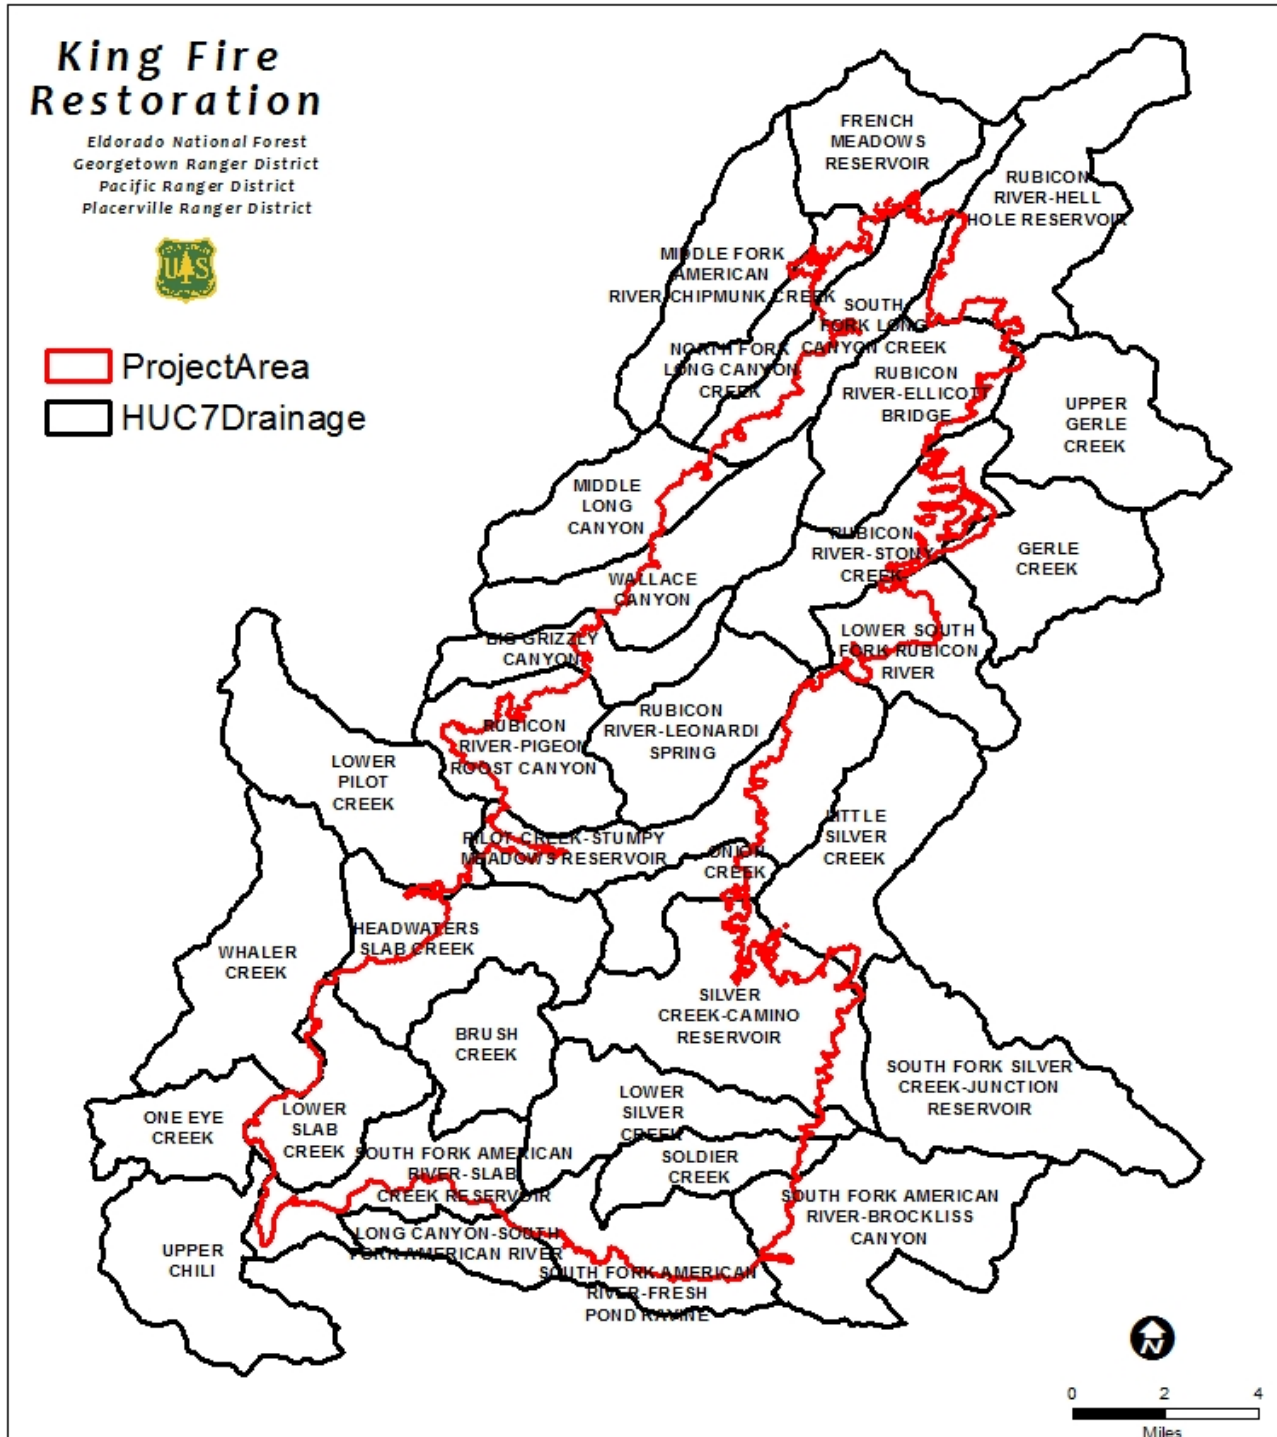 King Fire
Restoration
Eldorado National Forest
Georgetown Ranger District
Pacific Ranger District
Placerville Ranger District
U S
ProjectArea
HUC7Drainage
FRENCH
MEADOWS
RESERVOIR
RUBICON
RIVER-HELL
HOLE RESERVOIR
MIDDLE FORK
AMERICAN
RIVER-CHIPMUNK CREEK
SOUTH
FORK LONG
CANYON CREEK
NORTH FORK
LONG CANYON
CREEK
RUBICON
RIVER-ELLICOTT
BRIDGE
UPPER
GERLE
CREEK
MIDDLE
LONG
CANYON
RUBICON
RIVER-STONY
CREEK
GERLE
CREEK
WALLACE
CANYON
BIG GRIZZLY
CANYON
LOWER SOUTH
FORK RUBICON
RIVER
RUBICON
RIVER-PIGEON
ROOST CANYON
RUBICON
RIVER-LEONARDI
SPRING
LOWER
PILOT
CREEK
PILOT CREEK-STUMPY
MEADOWS RESERVOIR
ONION
CREEK
LITTLE
SILVER
CREEK
HEADWATERS
SLAB CREEK
WHALER
CREEK
SILVER
CREEK-CAMINO
RESERVOIR
BRUSH
CREEK
SOUTH FORK SILVER
CREEK-JUNCTION
RESERVOIR
ONE EYE
CREEK
LOWER
SLAB
CREEK
LOWER
SILVER
CREEK
SOUTH FORK AMERICAN
RIVER-SLAB
CREEK RESERVOIR
SOLDIER
CREEK
SOUTH FORK AMERICAN
RIVER-BROCKLISS
CANYON
UPPER
CHILI
LONG CANYON-SOUTH
FORK AMERICAN RIVER
SOUTH FORK AMERICAN
RIVER-FRESH
POND RAVINE
N
0 2 4
Miles